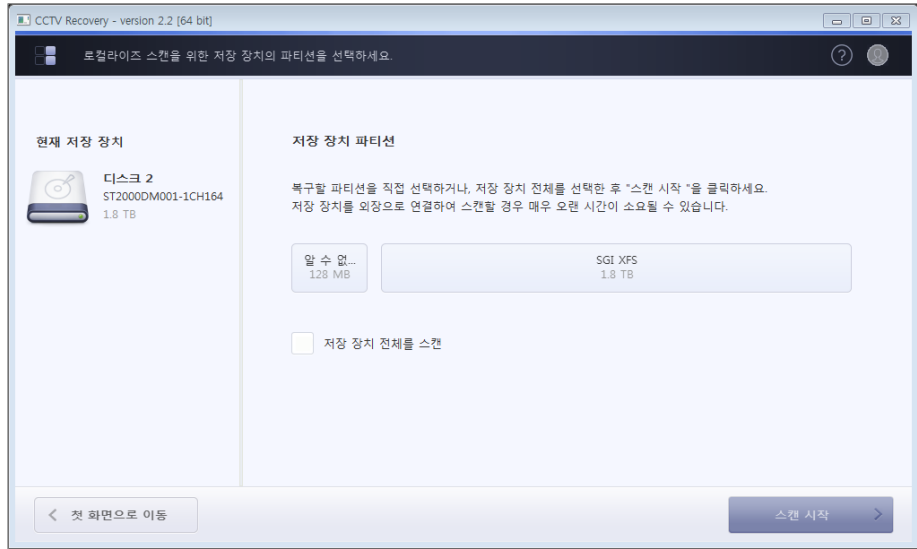 CCTV Recovery - version 2.2 [64 bit]
로컬라이즈 스캔을 위한 저장 장치의 파티션을 선택하세요.
현재 저장 장치
디스크 2
ST2000DM001-1CH164
1.8 TB
저장 장치 파티션
복구할 파티션을 직접 선택하거나, 저장 장치 전체를 선택한 후 "스캔 시작 "을 클릭하세요.
저장 장치를 외장으로 연결하여 스캔할 경우 매우 오랜 시간이 소요될 수 있습니다.
알 수 없...
128 MB
SGI XFS
1.8 TB
저장 장치 전체를 스캔
첫 화면으로 이동
스캔 시작